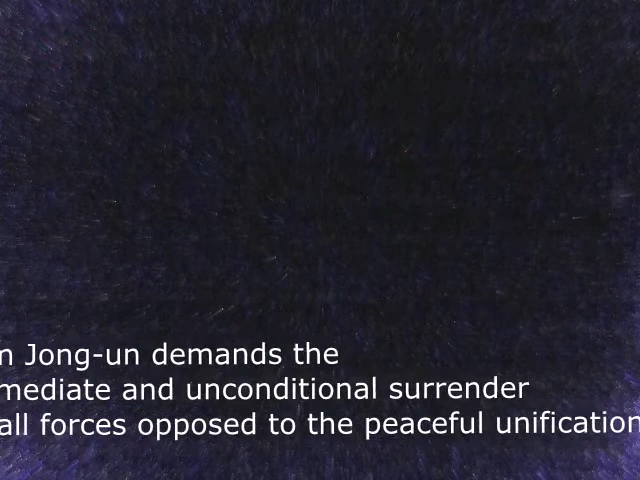 n Jong-un demands the
mediate and unconditional surrender
all forces opposed to the peaceful unification